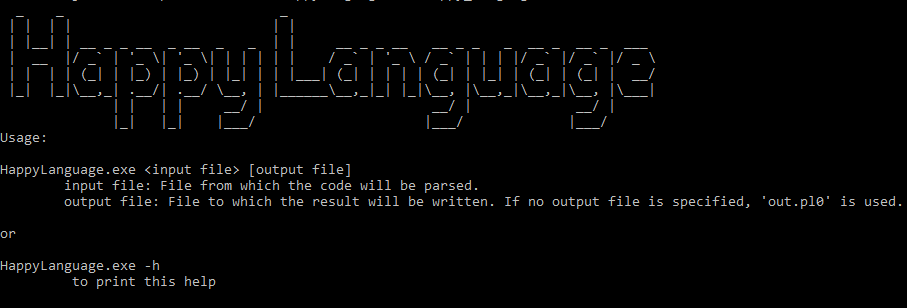 HappyLanguage
Usage:
HappyLanguage.exe <input file> [output file]
input file: File from which the code will be parsed.
output file: File to which the result will be written. If no output file is specified, 'out.pl0' is used.
or
HappyLanguage.exe -h
to print this help